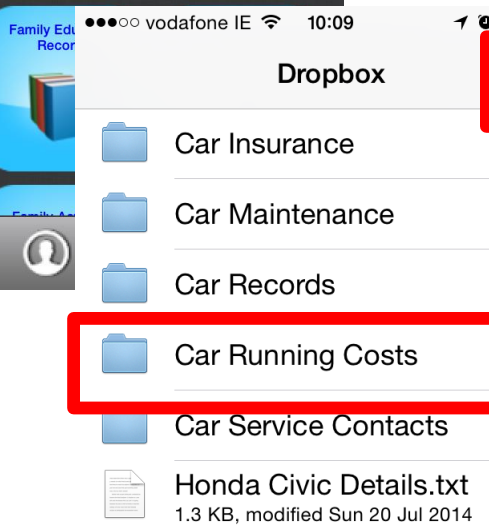 Family Edu
Recor
vodafone IE 10:09
Dropbox
Car Insurance
Car Maintenance
Car Records
Car Running Costs
Car Service Contacts
Honda Civic Details.txt
1.3 KB, modified Sun 20 Jul 2014